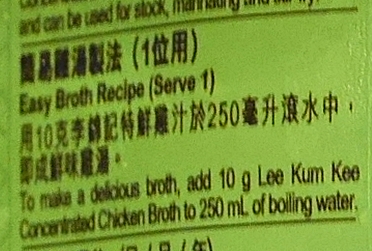 and can be used for stock, marinating and stir-fry.
簡易雞湯製法（1位用）
Easy Broth Recipe (Serve 1)
用10克李錦記特鮮雞汁於250毫升滾水中，
即成鮮味雞湯。
To make a delicious broth, add 10 g Lee Kum Kee
Concentrated Chicken Broth to 250 mL of boiling water.